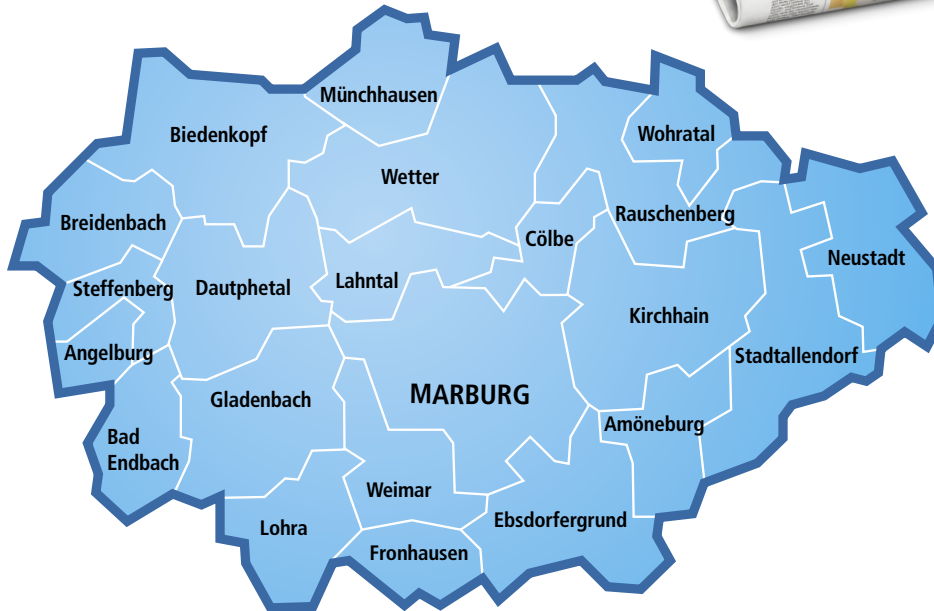 Münchhausen
Biedenkopf
Wohratal
Wetter
Breidenbach
Rauschenberg
Cölbe
Neustadt
Steffenberg
Dautphetal
Lahntal
Kirchhain
Angelburg
Stadtallendorf
Gladenbach
MARBURG
Amöneburg
Bad
Endbach
Weimar
Ebsdorfergrund
Lohra
Fronhausen